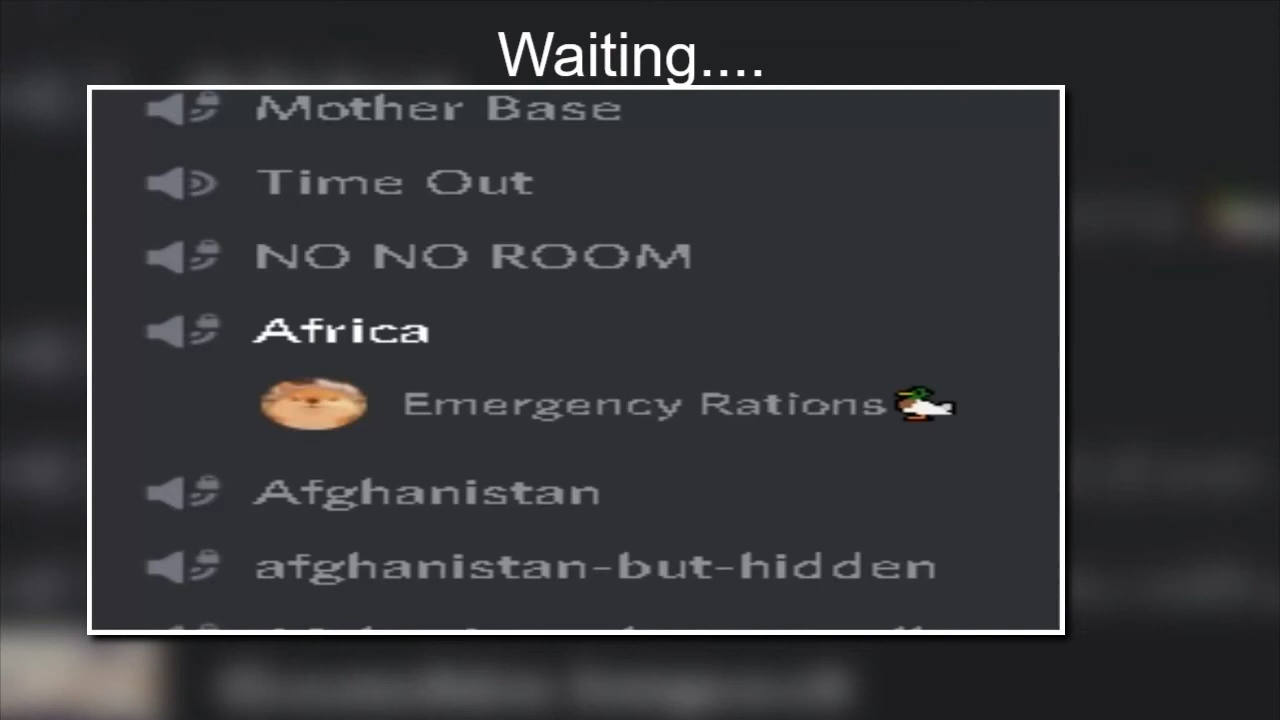 Waiting....
Mother Base
Time Out
NO NO ROOM
Africa
Emergency Rations
Afghanistan
afghanistan-but-hidden